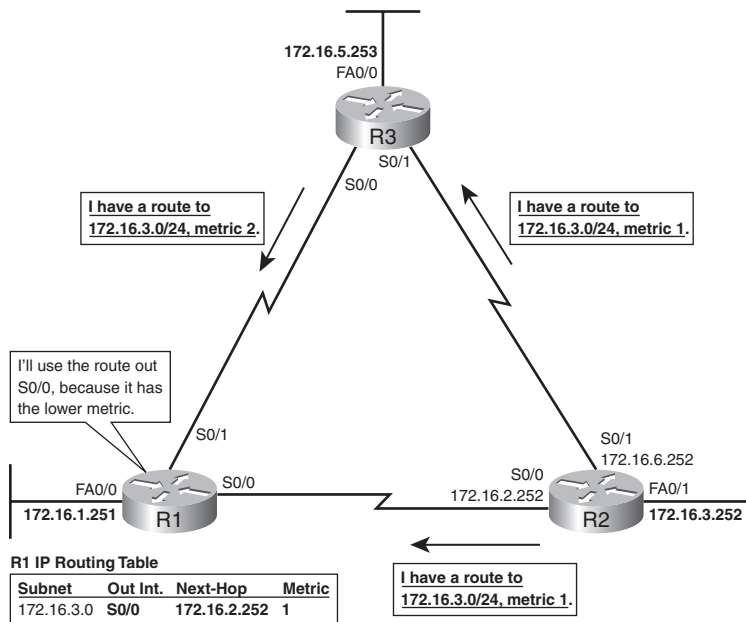 172.16.5.253
FA0/0
R3
S0/1
S0/0
I have a route to
172.16.3.0/24, metric 2.
I have a route to
172.16.3.0/24, metric 1.
I'll use the route out
S0/0, because it has
the lower metric.
S0/1
S0/1
172.16.6.252
FA0/0
S0/0
S0/0
FA0/1
172.16.1.251
R1
172.16.2.252
R2
172.16.3.252
R1 IP Routing Table
Subnet Out Int. Next-Hop Metric
172.16.3.0 S0/0 172.16.2.252 1
I have a route to
172.16.3.0/24, metric 1.